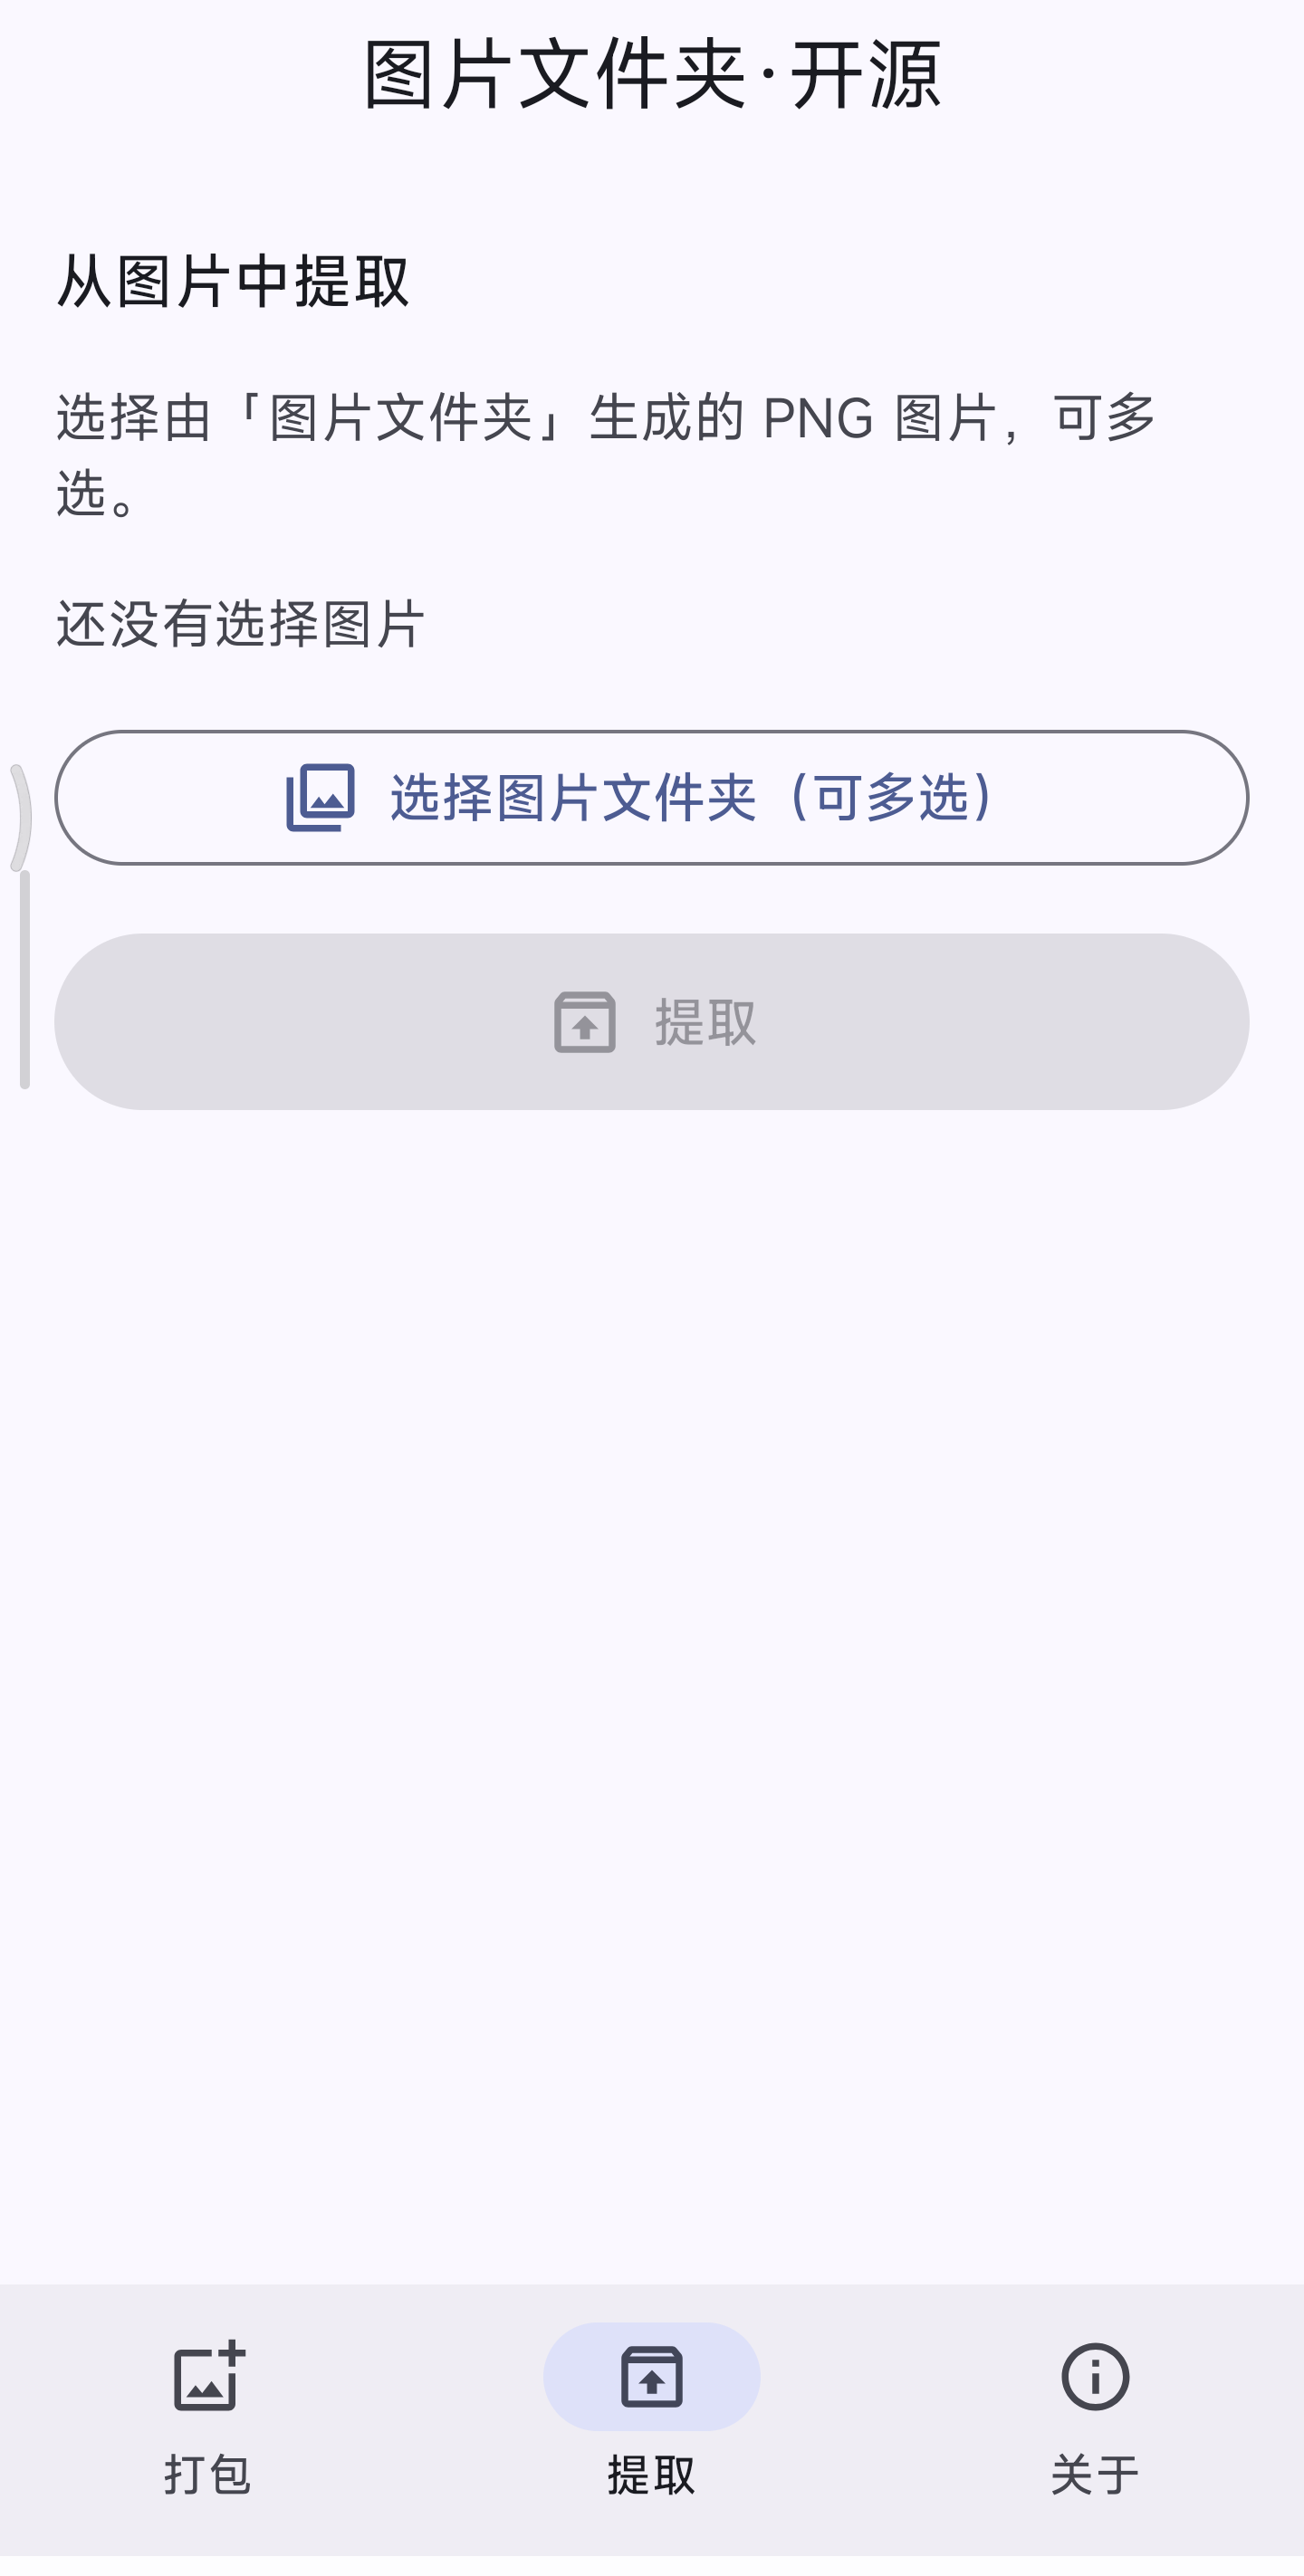 图片文件夹·开源
从图片中提取
选择由「图片文件夹」生成的 PNG 图片，可多
选。
还没有选择图片
选择图片文件夹（可多选）
提取
打包
提取
关于